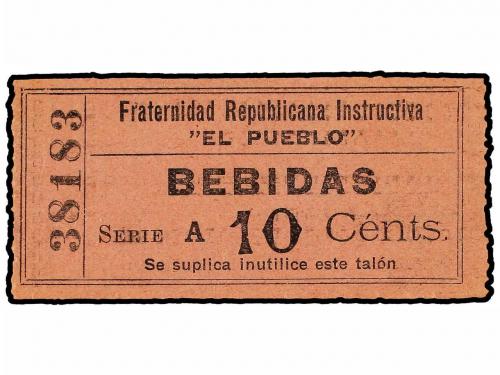 38183
Fraternidad Republicana Instructiva
"EL PUEBLO"
BEBIDAS
SERIE A 10 Cénts.
Se suplica inutilice este talón